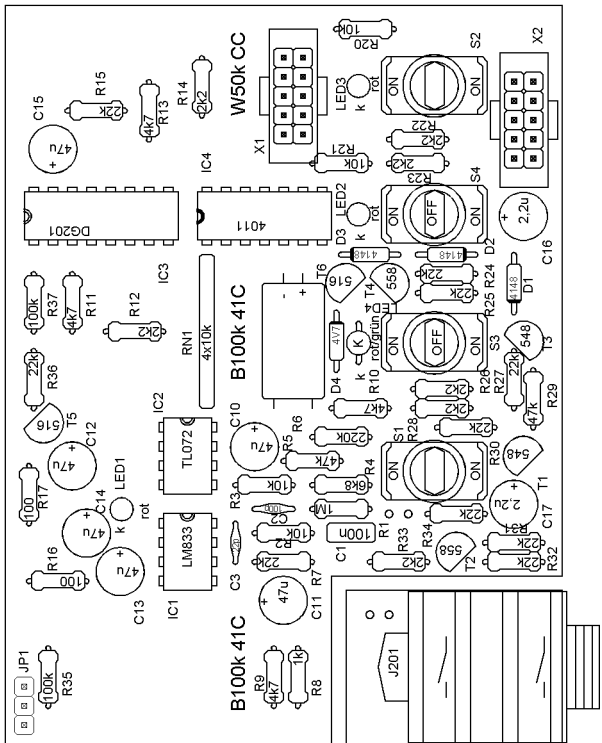 R20
10k
W50k CC
S2
X2
R15
22k
C15
47u
+
R13
4k7
R14
2k2
X1
LED3
k
rot
ON
ON
R22
2k2
R21
10k
2k2
R23
S4
IC4
DG201
4011
IC3
LED2
k
rot
ON
OFF
ON
2,2u
+
C16
D3
4148
4148
D2
T6
516
T4
558
22k
R24
22k
R25
4148
D1
R37
100k
R11
4k7
R12
2k2
RN1
4x10k
B100k 41C
-
+
4V7
D4
LED4
K
k
rot/grün
ON
OFF
ON
S3
548
T3
R36
22k
516
T5
R10
4k7
R26
2k2
2k2
R28
R27
22k
47k
R29
IC2
TL072
C10
47u
+
R6
220k
R5
47k
S1
22k
R30
548
T1
C12
47u
+
R17
100
LED1
k
rot
R3
10k
R4
6k8
1M
ON
ON
R34
22k
2,2u
+
C17
C14
47u
+
LM833
IC1
220
C3
100
C2
10k
R2
22k
R7
100n
C1
R1
R33
2k2
558
T2
R31
22k
22k
R32
R16
100
47u
+
C13
47u
+
C11
B100k 41C
JP1
100k
R35
R9
4k7
1k
R8
J201